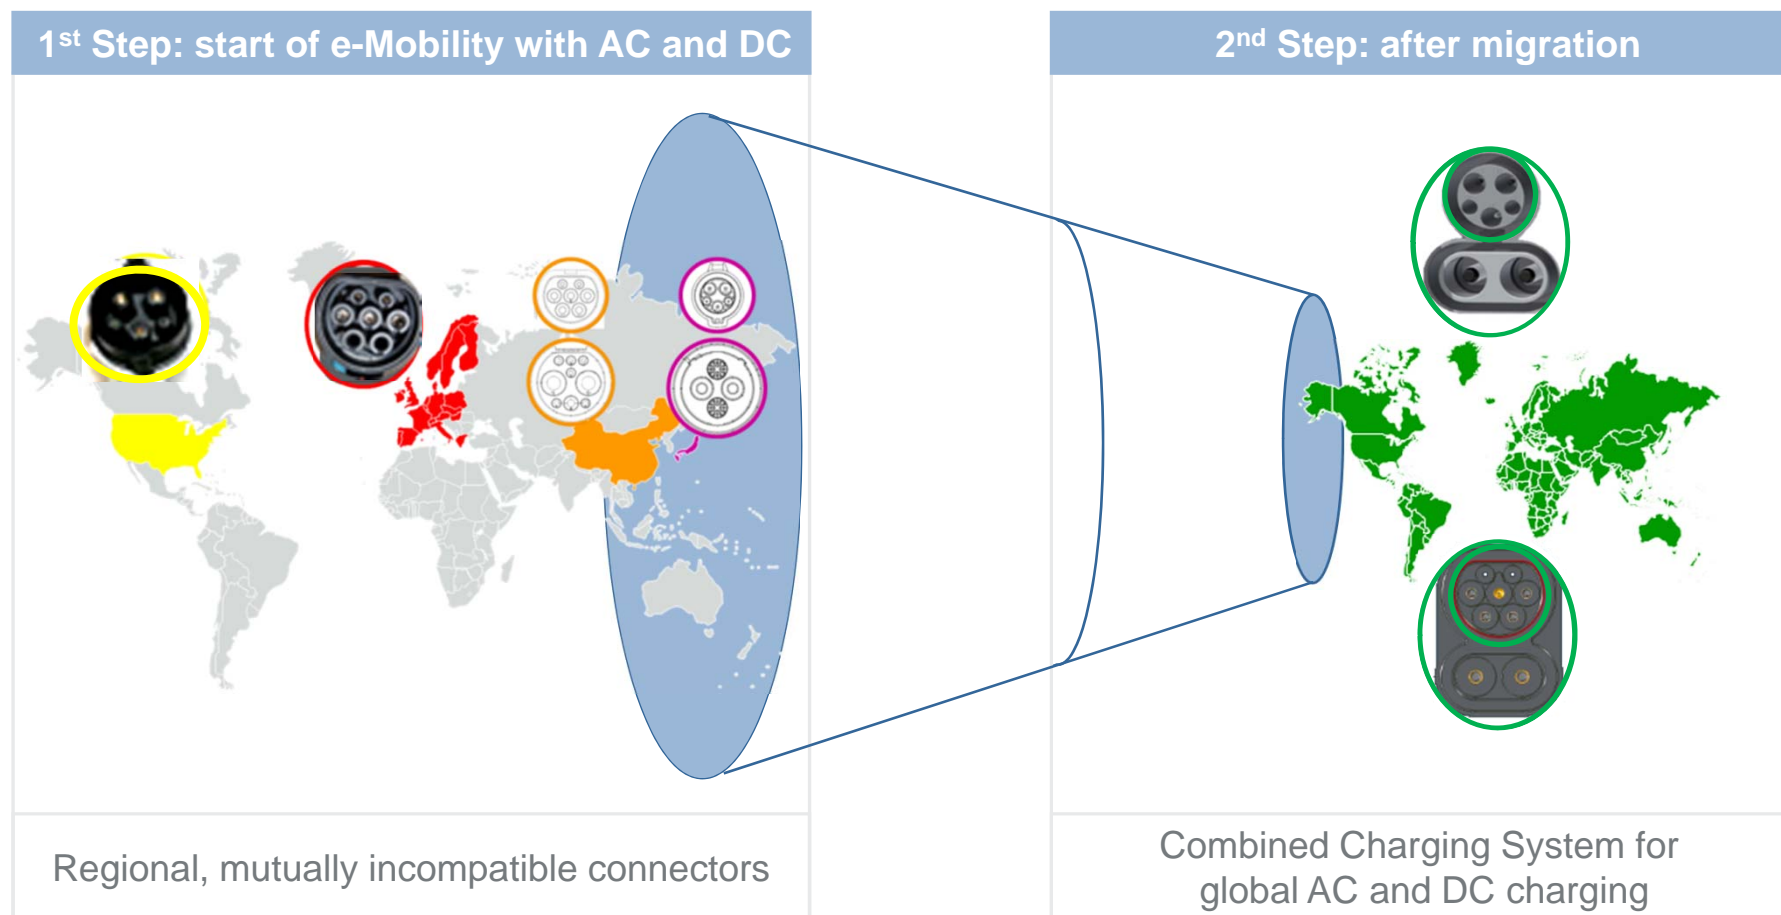 1st Step: start of e-Mobility with AC and DC
2nd Step: after migration
Regional, mutually incompatible connectors
Combined Charging System for
global AC and DC charging